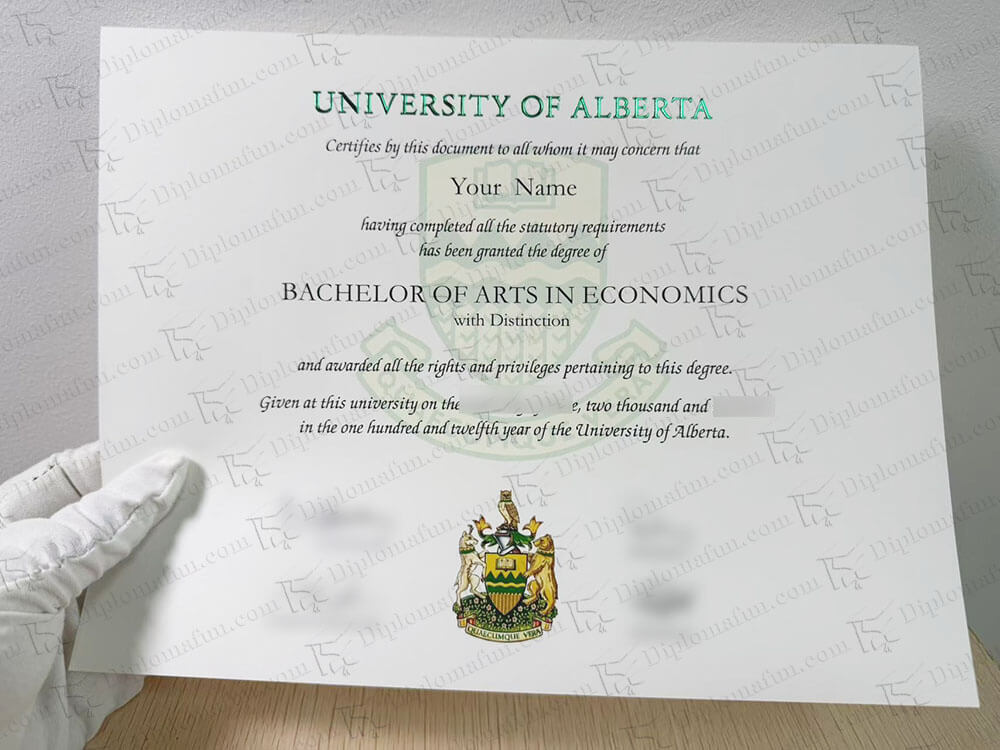 UNIVERSITY OF ALBERTA
Certifies by this document to all whom it may concern that
Your Name
having completed all the statutory requirements
has been granted the degree of
BACHELOR OF ARTS IN ECONOMICS
with Distinction
and awarded all the rights and privileges pertaining to this degree.
Given at this university on the , two thousand and
in the one hundred and twelfth year of the University of Alberta.
QUAECUMQUE VERA
Diplomafun.com